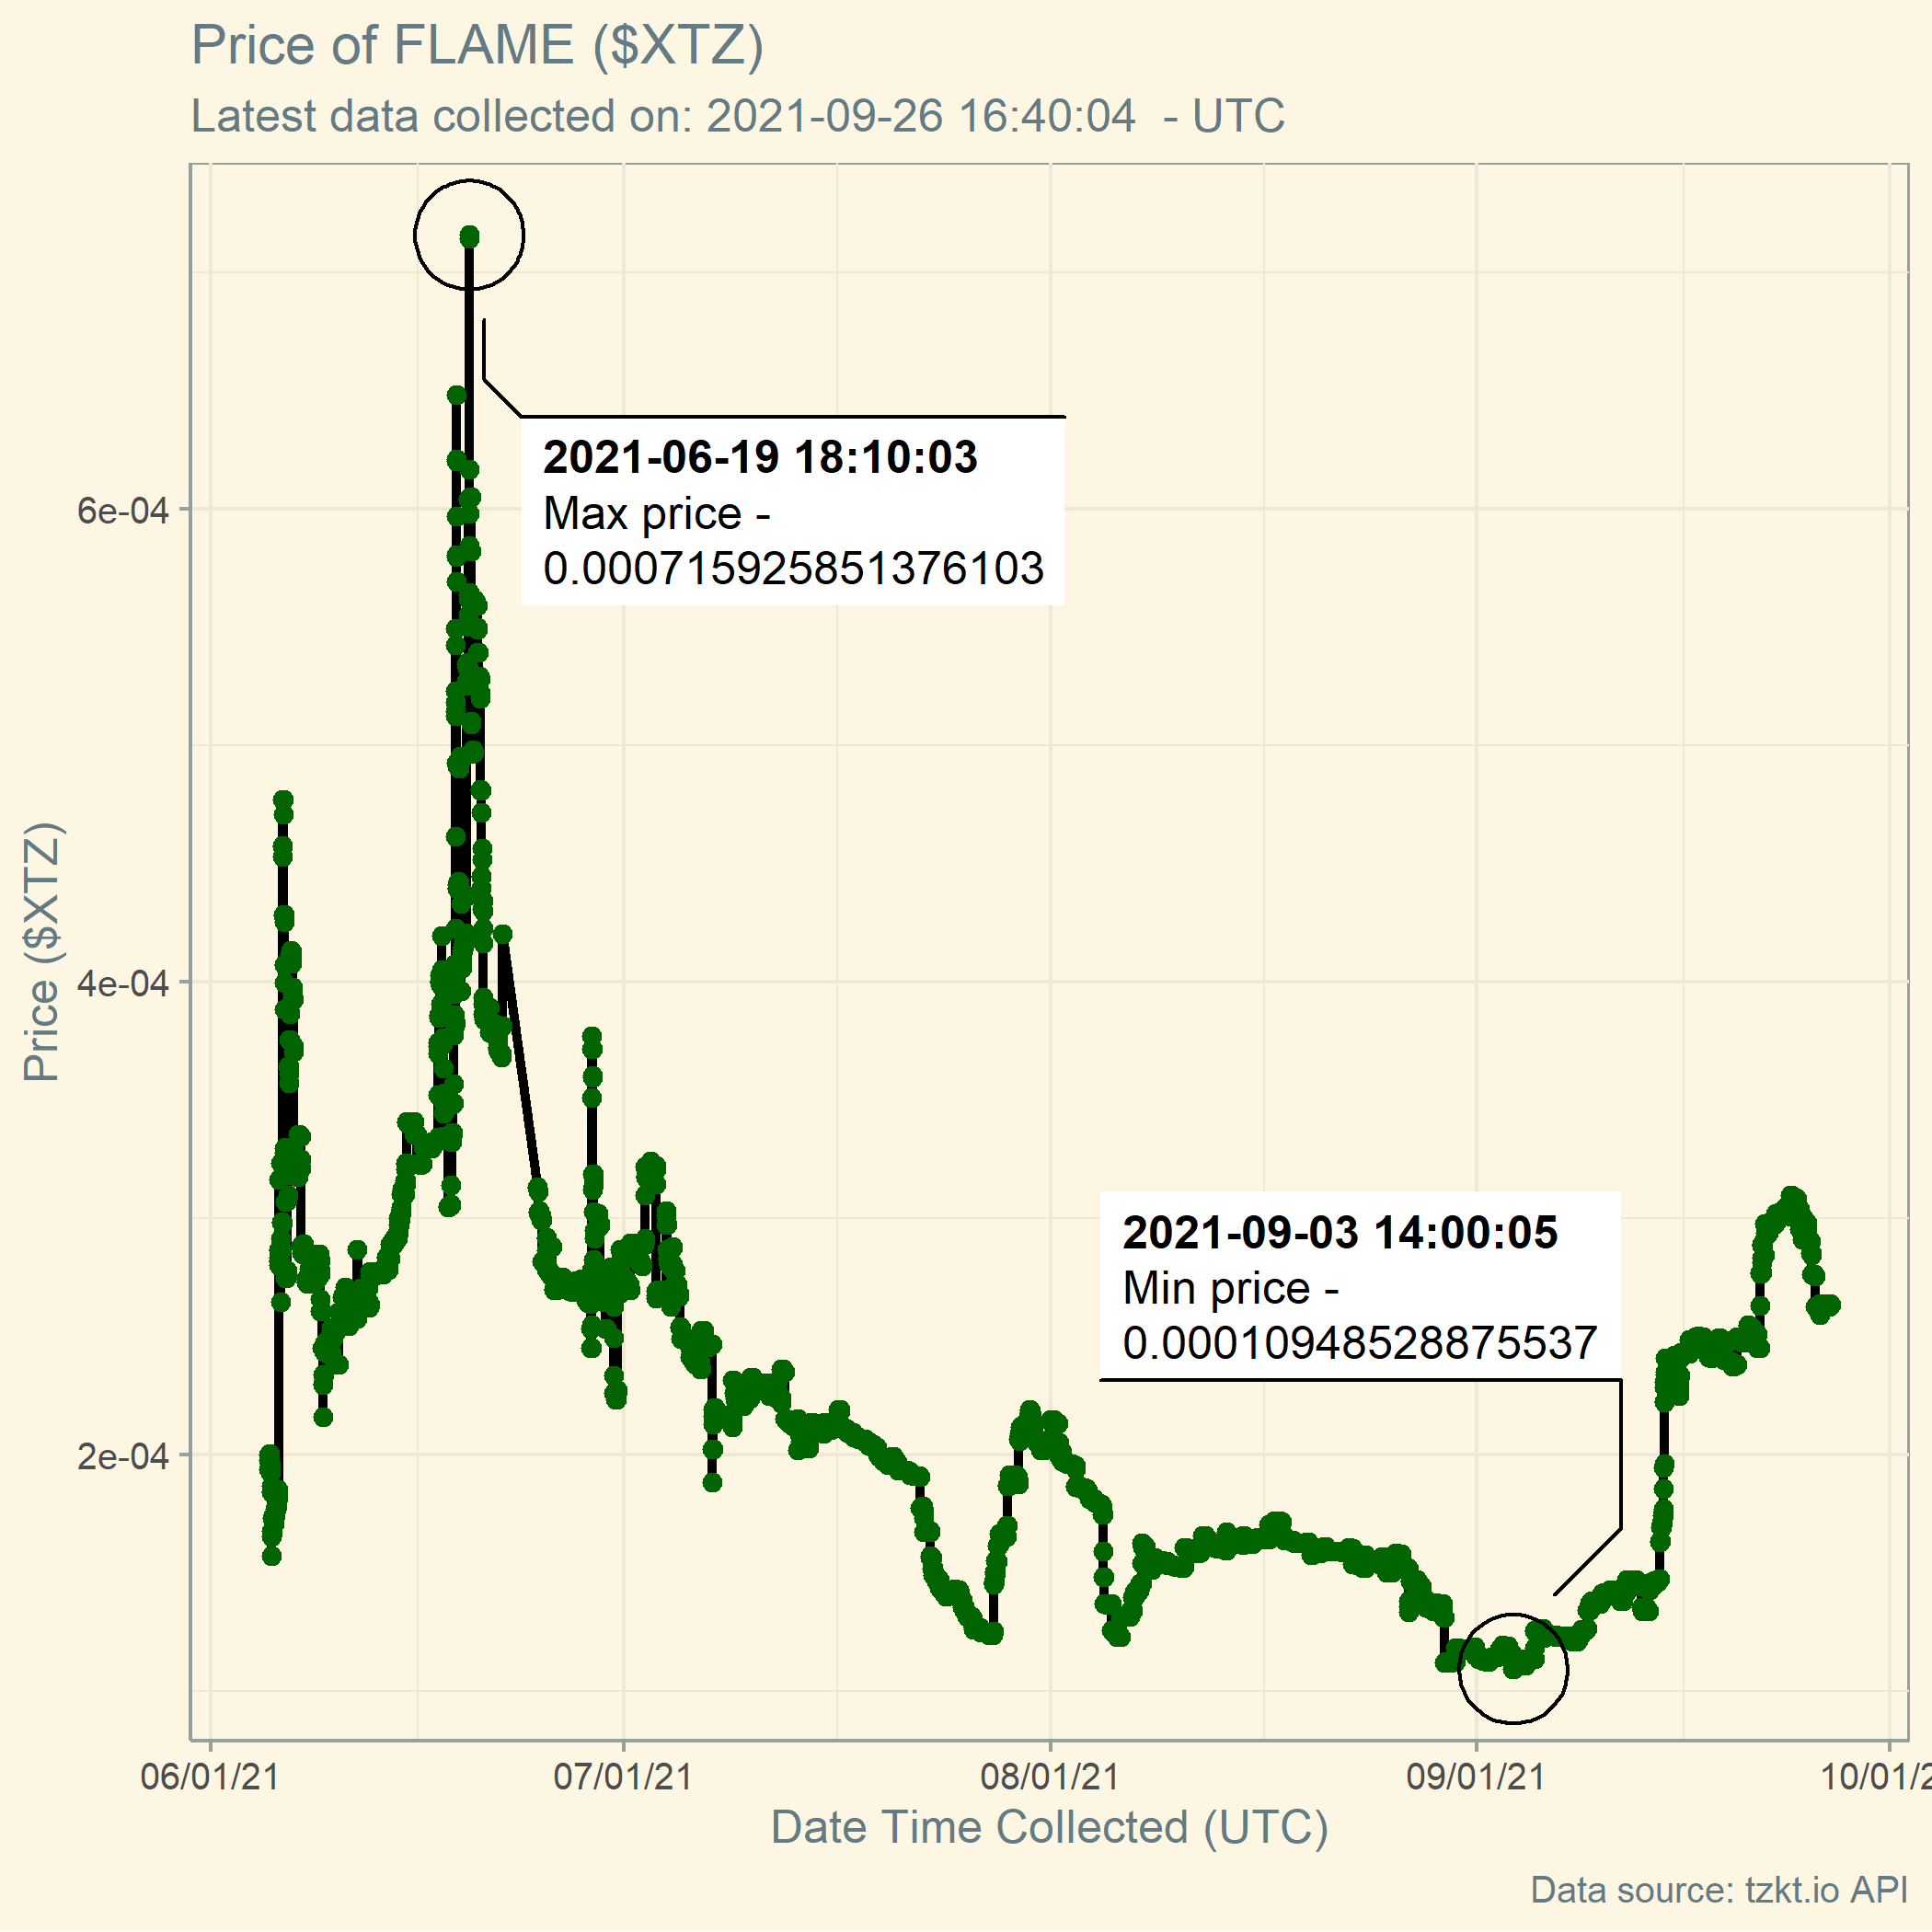 Price of FLAME ($XTZ)
Latest data collected on: 2021-09-26 16:40:04 - UTC
Price ($XTZ)
6e-04
4e-04
2e-04
2021-06-19 18:10:03
Max price -
0.000715925851376103
2021-09-03 14:00:05
Min price -
0.00010948528875537
06/01/21
07/01/21
08/01/21
09/01/21
10/01/2
Date Time Collected (UTC)
Data source: tzkt.io API